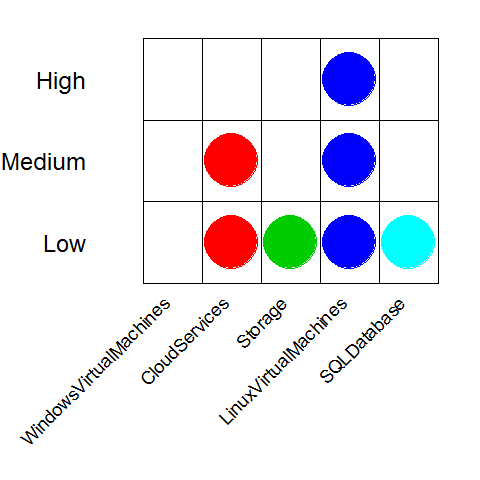 High
Medium
Low
WindowsVirtualMachines
CloudServices
Storage
LinuxVirtualMachines
SQLDatabase